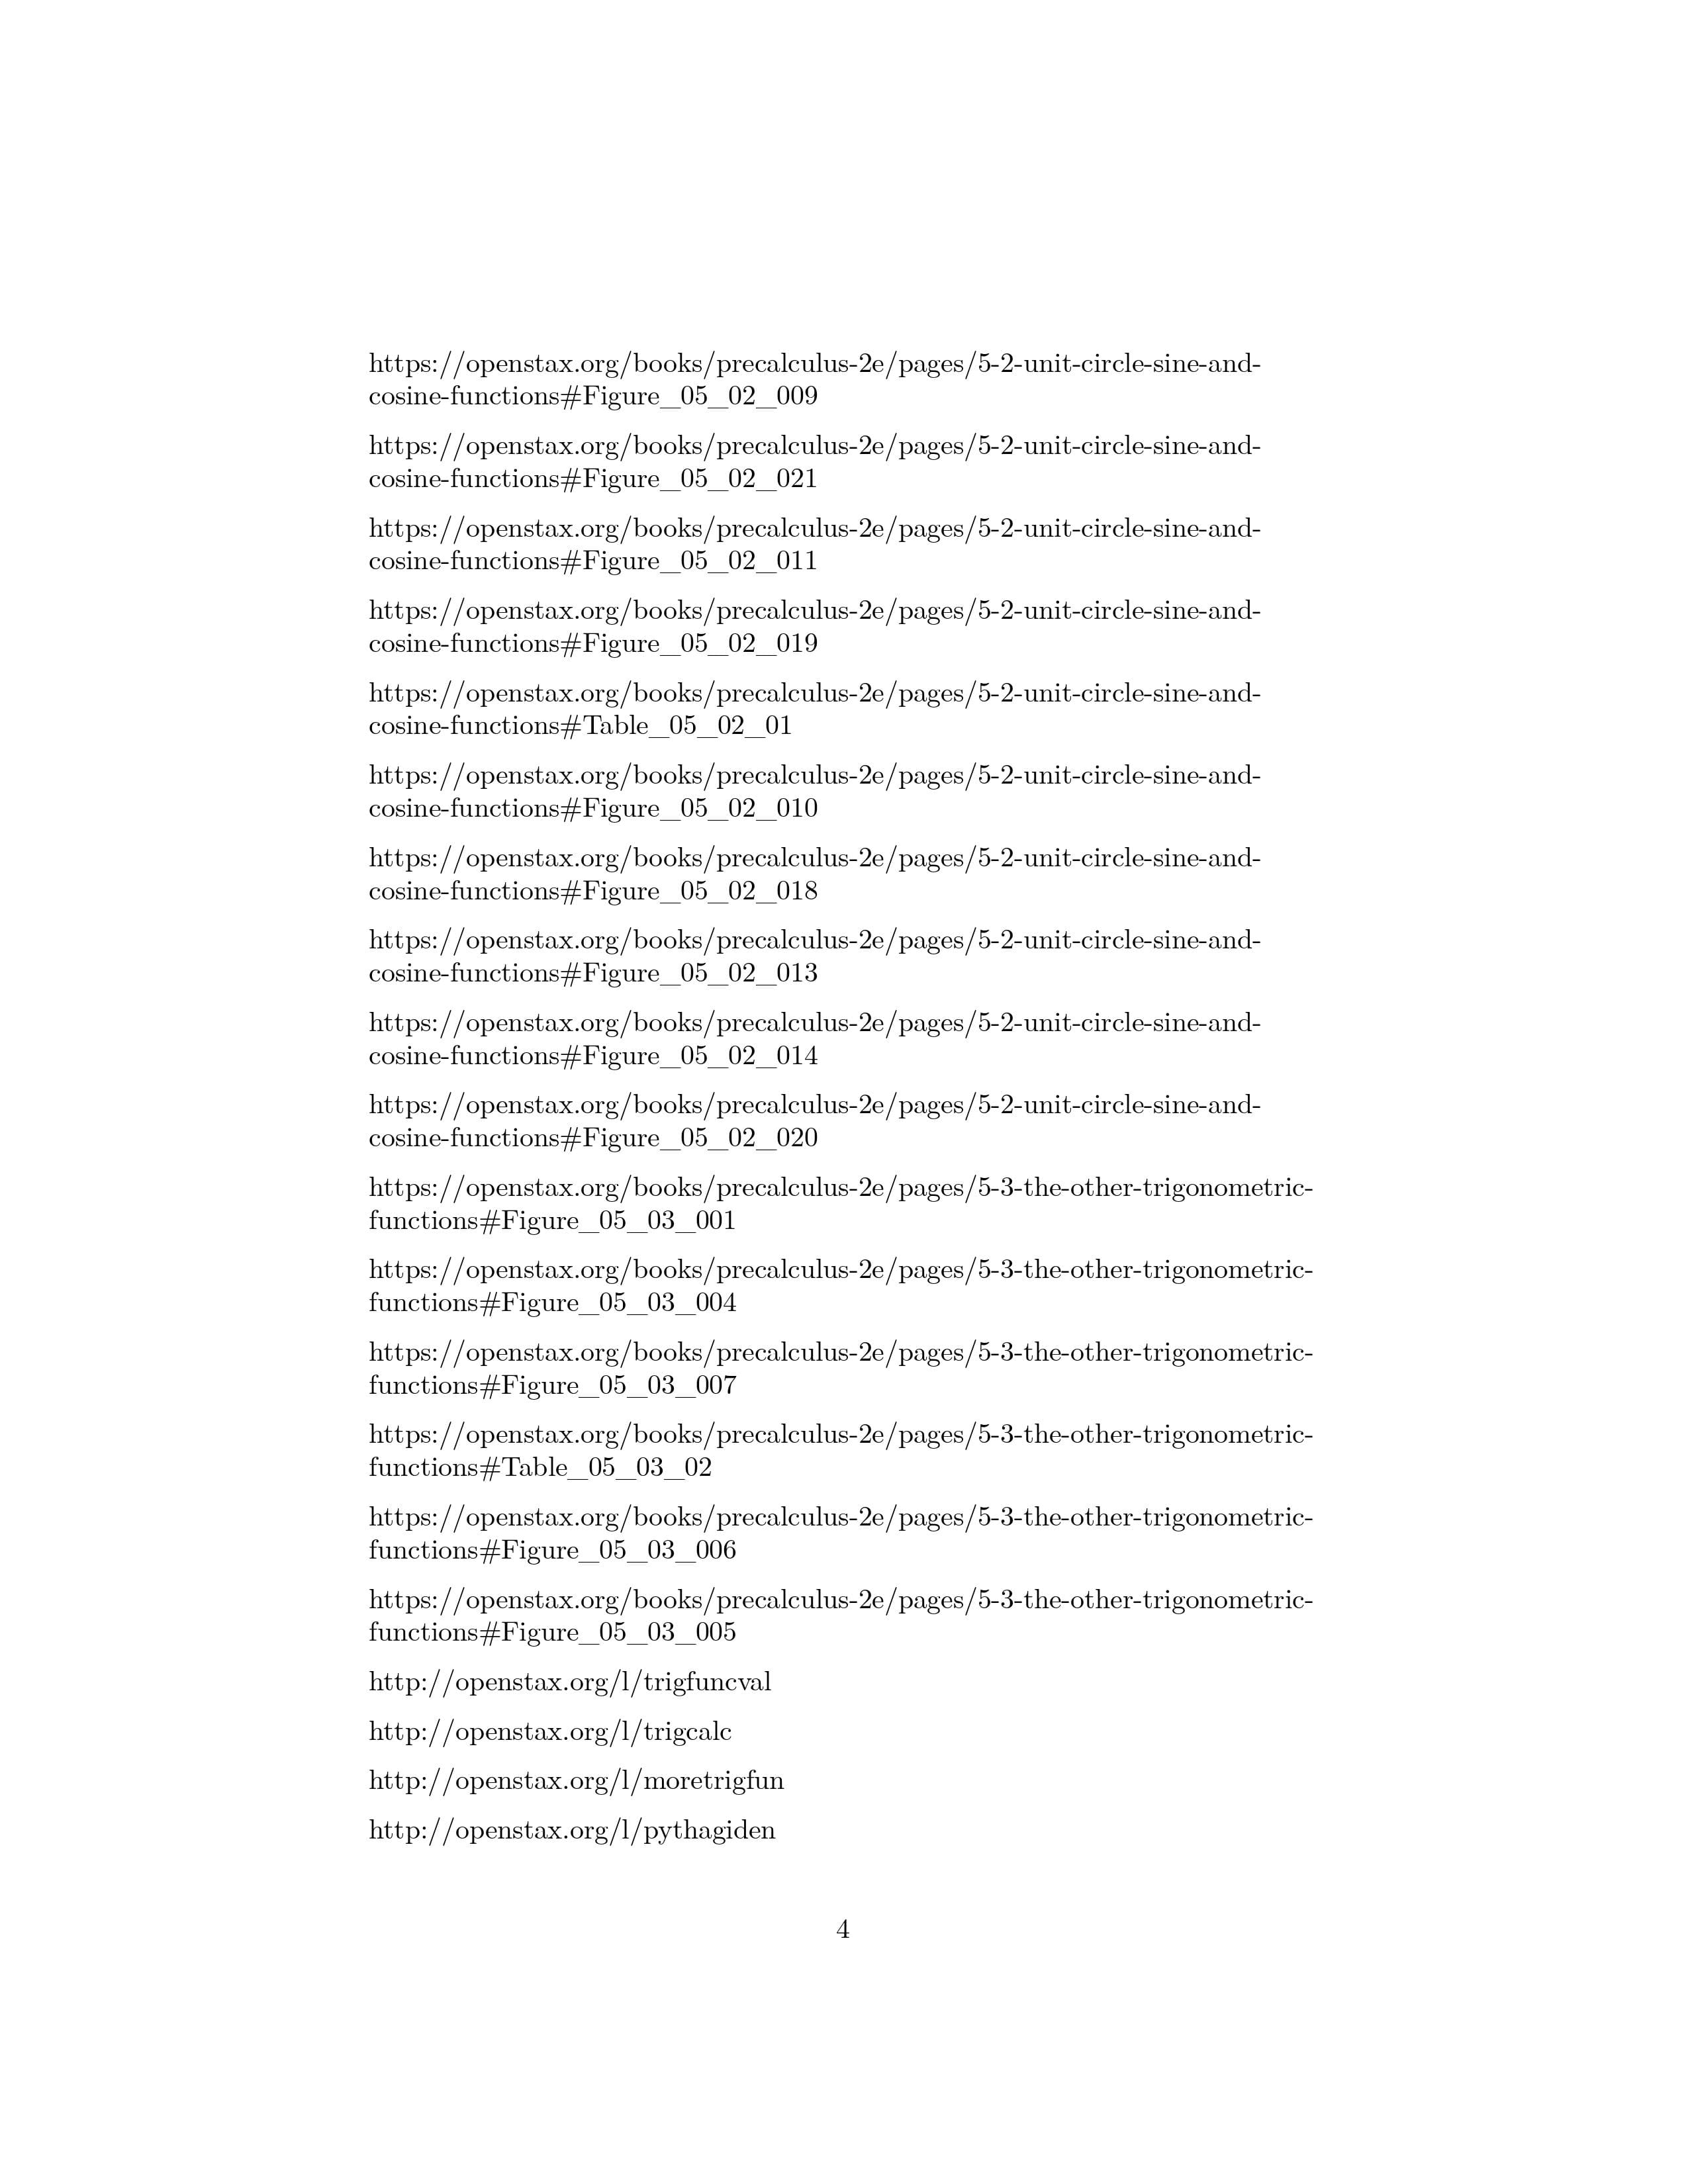 https://openstax.org/books/precalculus-2e/pages/5-2-unit-circle-sine-and-
cosine-functions#Figure_05_02_009
https://openstax.org/books/precalculus-2e/pages/5-2-unit-circle-sine-and-
cosine-functions#Figure_05_02_021
https://openstax.org/books/precalculus-2e/pages/5-2-unit-circle-sine-and-
cosine-functions#Figure_05_02_011
https://openstax.org/books/precalculus-2e/pages/5-2-unit-circle-sine-and-
cosine-functions#Figure_05_02_019
https://openstax.org/books/precalculus-2e/pages/5-2-unit-circle-sine-and-
cosine-functions#Table_05_02_01
https://openstax.org/books/precalculus-2e/pages/5-2-unit-circle-sine-and-
cosine-functions#Figure_05_02_010
https://openstax.org/books/precalculus-2e/pages/5-2-unit-circle-sine-and-
cosine-functions#Figure_05_02_018
https://openstax.org/books/precalculus-2e/pages/5-2-unit-circle-sine-and-
cosine-functions#Figure_05_02_013
https://openstax.org/books/precalculus-2e/pages/5-2-unit-circle-sine-and-
cosine-functions#Figure_05_02_014
https://openstax.org/books/precalculus-2e/pages/5-2-unit-circle-sine-and-
cosine-functions#Figure_05_02_020
https://openstax.org/books/precalculus-2e/pages/5-3-the-other-trigonometric-
functions#Figure_05_03_001
https://openstax.org/books/precalculus-2e/pages/5-3-the-other-trigonometric-
functions#Figure_05_03_004
https://openstax.org/books/precalculus-2e/pages/5-3-the-other-trigonometric-
functions#Figure_05_03_007
https://openstax.org/books/precalculus-2e/pages/5-3-the-other-trigonometric-
functions#Table_05_03_02
https://openstax.org/books/precalculus-2e/pages/5-3-the-other-trigonometric-
functions#Figure_05_03_006
https://openstax.org/books/precalculus-2e/pages/5-3-the-other-trigonometric-
functions#Figure_05_03_005
http://openstax.org/l/trigfuncval
http://openstax.org/l/trigcalc
http://openstax.org/l/moretrigfun
http://openstax.org/l/pythagiden
4